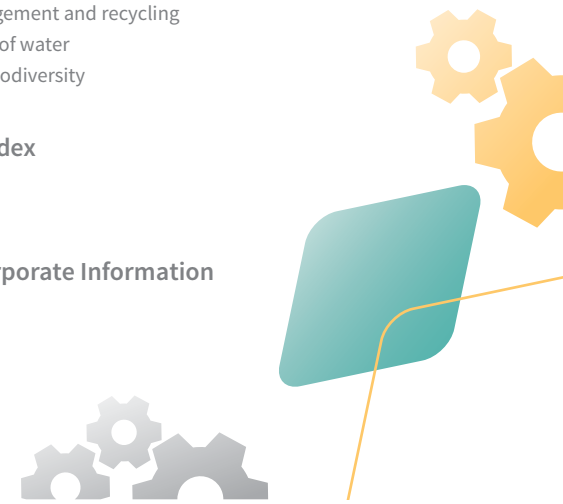 gement and recycling
of water
odiversity
dex
rporate Information